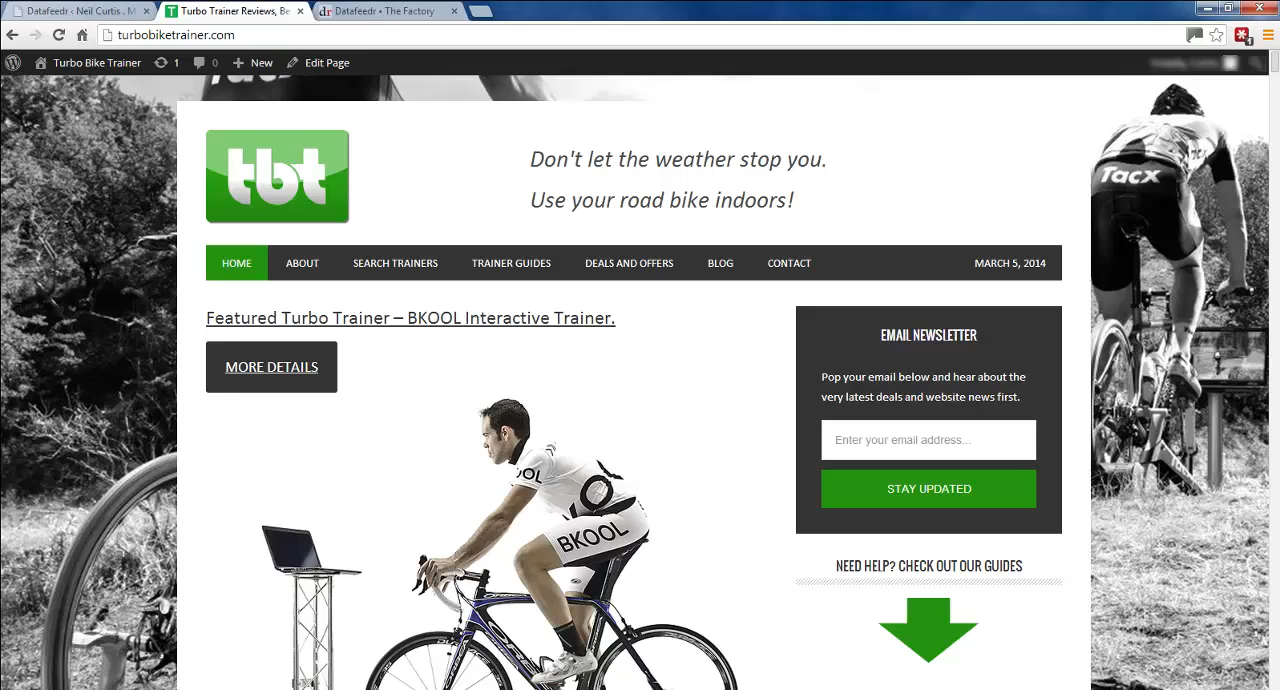 Datafeedr ‹ Neil Curtis . M
Turbo Trainer Reviews, Be
Datafeedr • The Factory
turbobiketrainer.com
1
Turbo Bike Trainer
1
0
New
Edit Page
Tacx
tbt
Don't let the weather stop you.
Use your road bike indoors!
HOME
ABOUT
SEARCH TRAINERS
TRAINER GUIDES
DEALS AND OFFERS
BLOG
CONTACT
MARCH 5, 2014
Featured Turbo Trainer – BKOOL Interactive Trainer.
MORE DETAILS
BKOOL
EMAIL NEWSLETTER
Pop your email below and hear about the
very latest deals and website news first.
Enter your email address...
STAY UPDATED
NEED HELP? CHECK OUT OUR GUIDES